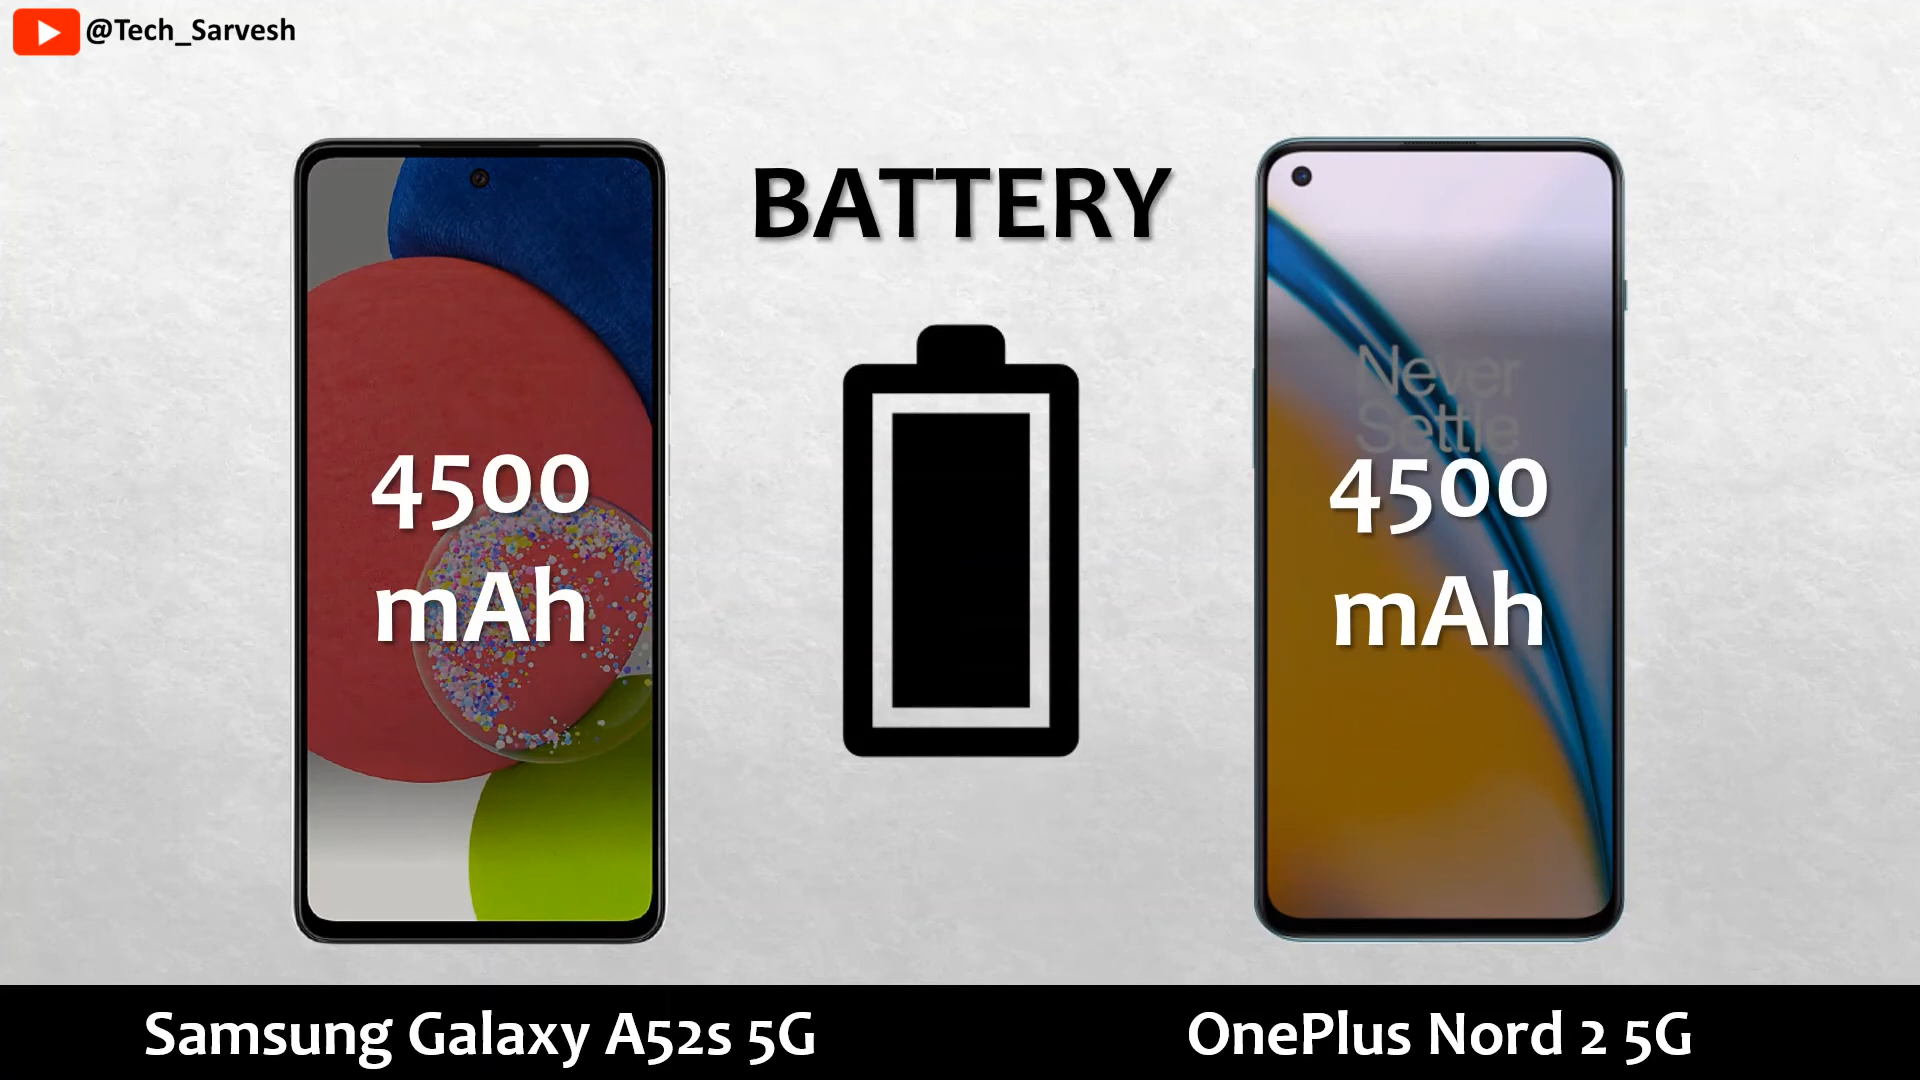 @Tech_Sarvesh
BATTERY
Never
Settle
4500
mAh
4500
mAh
Samsung Galaxy A52s 5G
OnePlus Nord 2 5G